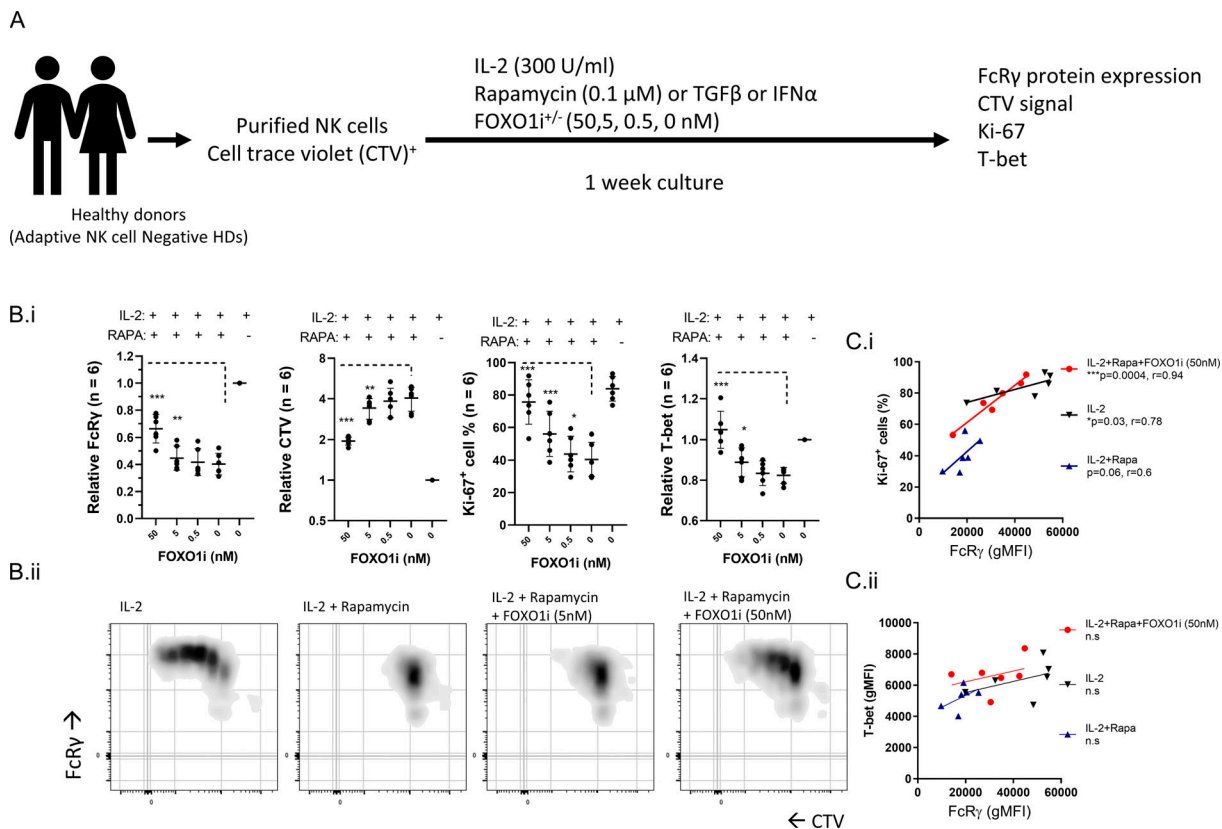 A
Healthy donors
(Adaptive NK cell Negative HDs)
Purified NK cells
Cell trace violet (CTV)+
IL-2 (300 U/ml)
Rapamycin (0.1 μM) or TGFβ or IFNα
FOXO1i+/- (50,5, 0.5, 0 nM)
1 week culture
FcRγ protein expression
CTV signal
Ki-67
T-bet
B.i
IL-2: + + + + +
RAPA: + + + + -
Relative FcRγ (n = 6)
1.2
1.0
0.8
0.6
0.4
0.2
0.0
***
**
50 5 0.5 0 0
FOXO1i (nM)
IL-2: + + + + +
RAPA: + + + + -
Relative CTV (n = 6)
8
4
2
1
0.5
***
**
50 5 0.5 0 0
FOXO1i (nM)
IL-2: + + + + +
RAPA: + + + + -
Ki-67+ cell % (n = 6)
100
80
60
40
20
0
***
***
*
50 5 0.5 0 0
FOXO1i (nM)
IL-2: + + + + +
RAPA: + + + + -
Relative T-bet (n = 6)
1.4
1.2
1.0
0.8
0.6
***
*
50 5 0.5 0 0
FOXO1i (nM)
C.i
Ki-67+ cells (%)
100
80
60
40
20
0
0 20000 40000 60000
FcRγ (gMFI)
IL-2+Rapa+FOXO1i (50nM)
***p=0.0004, r=0.94
IL-2
*p=0.03, r=0.78
IL-2+Rapa
p=0.06, r=0.6
B.ii
IL-2
IL-2 + Rapamycin
IL-2 + Rapamycin
+ FOXO1i (5nM)
IL-2 + Rapamycin
+ FOXO1i (50nM)
FcRγ →
0 0 0 0
0 0 0 0
← CTV
C.ii
T-bet (gMFI)
10000
8000
6000
4000
2000
0
0 20000 40000 60000
FcRγ (gMFI)
IL-2+Rapa+FOXO1i (50nM)
n.s
IL-2
n.s
IL-2+Rapa
n.s